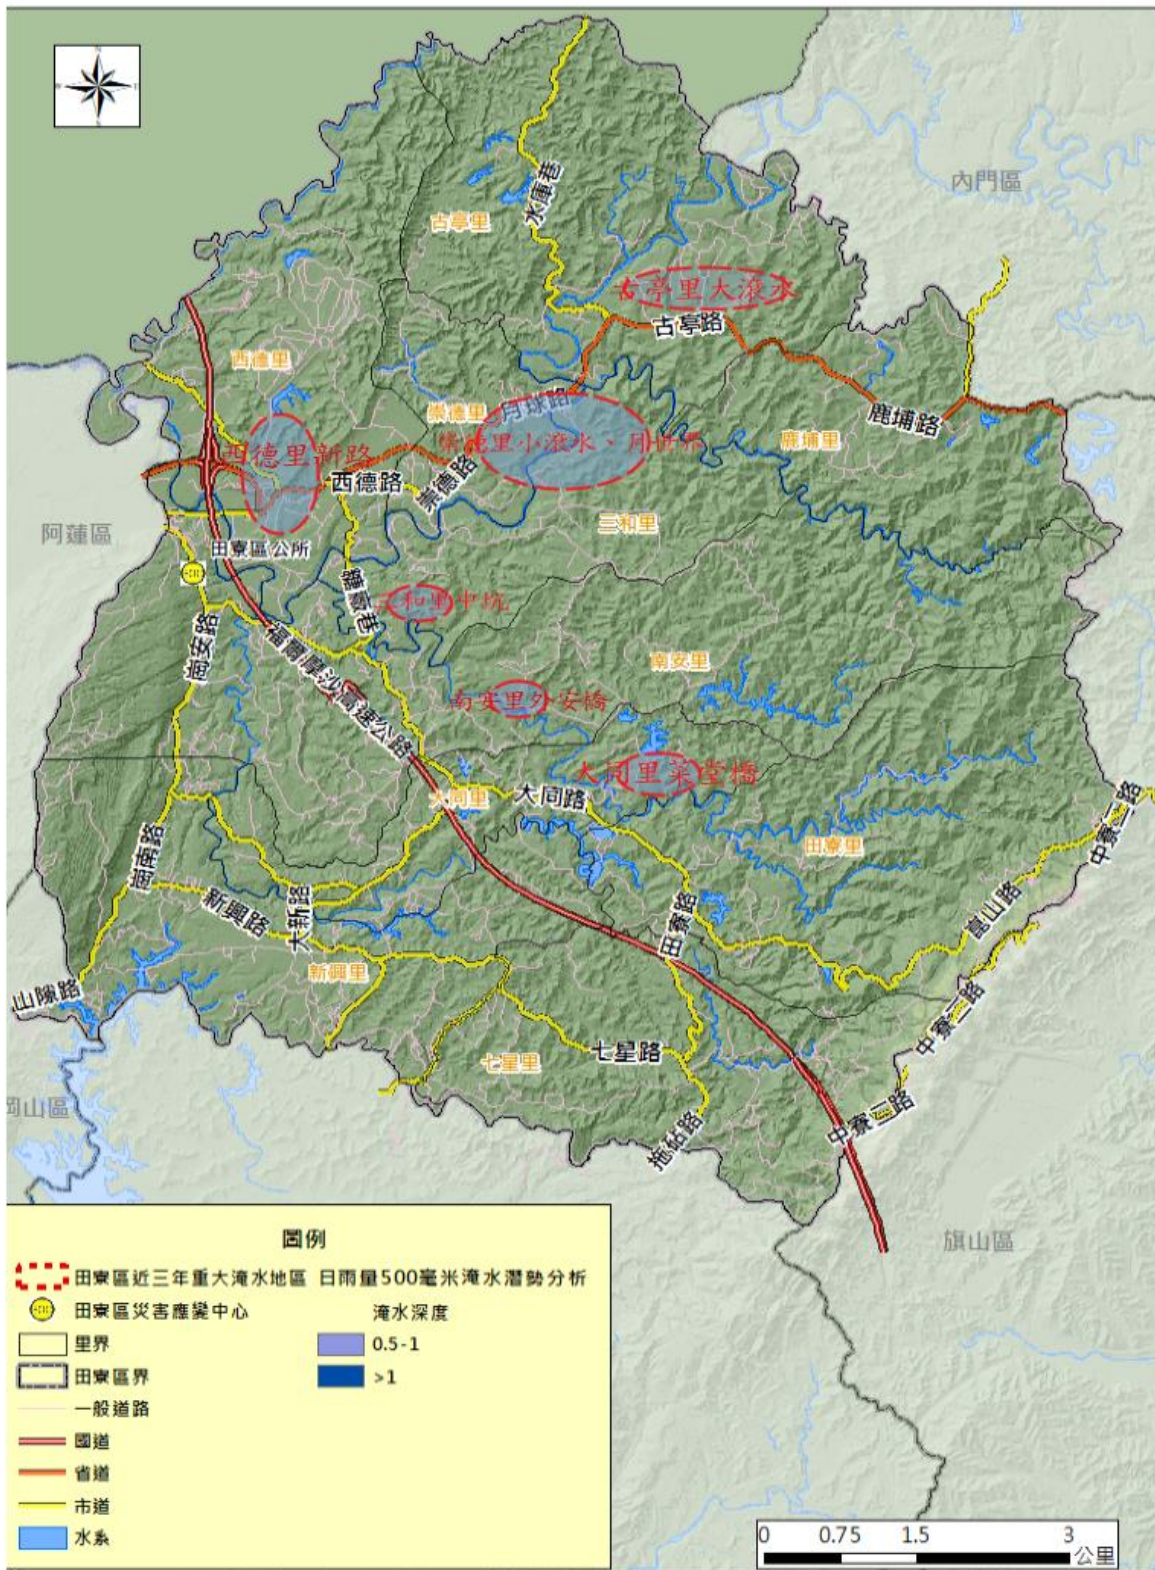 N
W
E
S
內門區
水庫巷
古亭里
古亭里大滾水
古亭路
西德里
崇德里
月球路
鹿埔路
鹿埔里
崇德里小滾水、月世界
西德里新路
西德路
崇德路
三和里
阿蓮區
田寮區公所
三和里中坑
南安路
福爾摩沙高速公路
南安里
南安里外安橋
大同里菜堂橋
大同里
大同路
田寮里
中寮二路
崗南路
新興路
大新路
田寮路
崑山路
新興里
山隙路
中寮二路
七星里
七星路
岡山區
中寮三路
旗山區
圖例
田寮區近三年重大淹水地區 日雨量500毫米淹水潛勢分析
田寮區災害應變中心 淹水深度
里界 0.5-1
田寮區界 >1
一般道路
國道
省道
市道
水系
0 0.75 1.5 3
公里